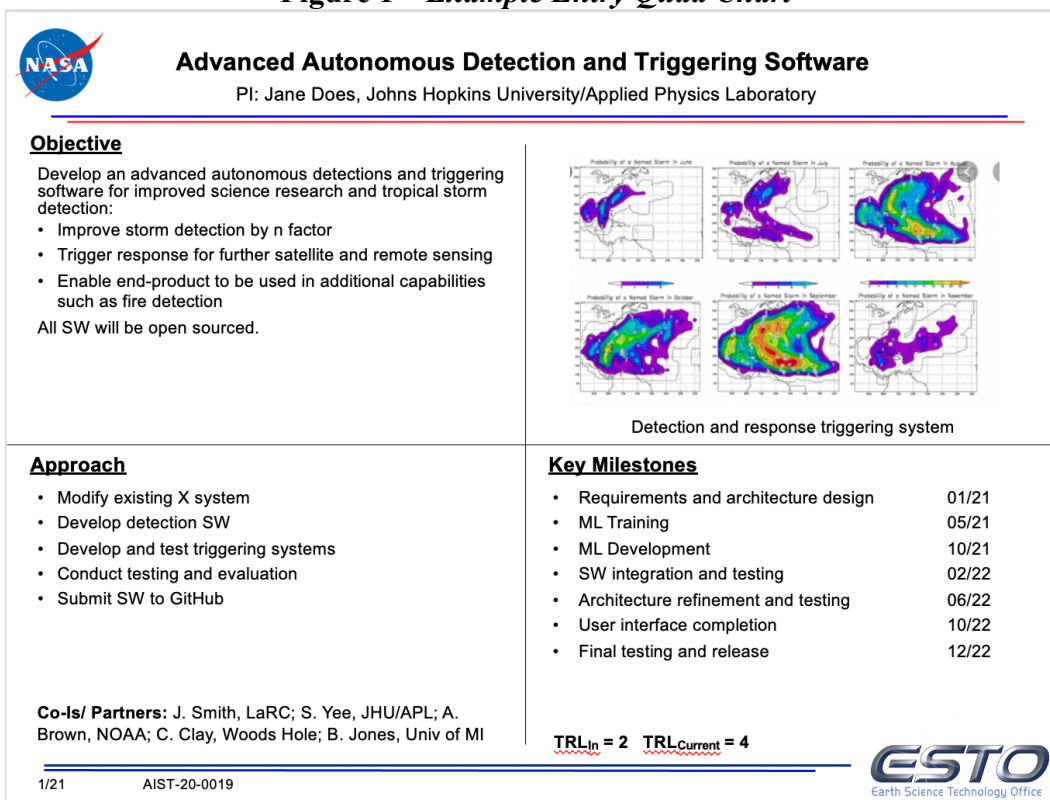 Figure 1 – Example Entry Quad Chart
NASA
Advanced Autonomous Detection and Triggering Software
PI: Jane Does, Johns Hopkins University/Applied Physics Laboratory
Objective
Develop an advanced autonomous detections and triggering
software for improved science research and tropical storm
detection:
• Improve storm detection by n factor
• Trigger response for further satellite and remote sensing
• Enable end-product to be used in additional capabilities
such as fire detection
All SW will be open sourced.
Probability of a Named Storm in June
Probability of a Named Storm in July
Probability of a Named Storm in August
Probability of a Named Storm in October
Probability of a Named Storm in September
Probability of a Named Storm in November
Detection and response triggering system
Approach
• Modify existing X system
• Develop detection SW
• Develop and test triggering systems
• Conduct testing and evaluation
• Submit SW to GitHub
Co-Is/ Partners: J. Smith, LaRC; S. Yee, JHU/APL; A.
Brown, NOAA; C. Clay, Woods Hole; B. Jones, Univ of MI
Key Milestones
• Requirements and architecture design 01/21
• ML Training 05/21
• ML Development 10/21
• SW integration and testing 02/22
• Architecture refinement and testing 06/22
• User interface completion 10/22
• Final testing and release 12/22
TRLIn = 2 TRLCurrent = 4
1/21 AIST-20-0019
ESTO
Earth Science Technology Office